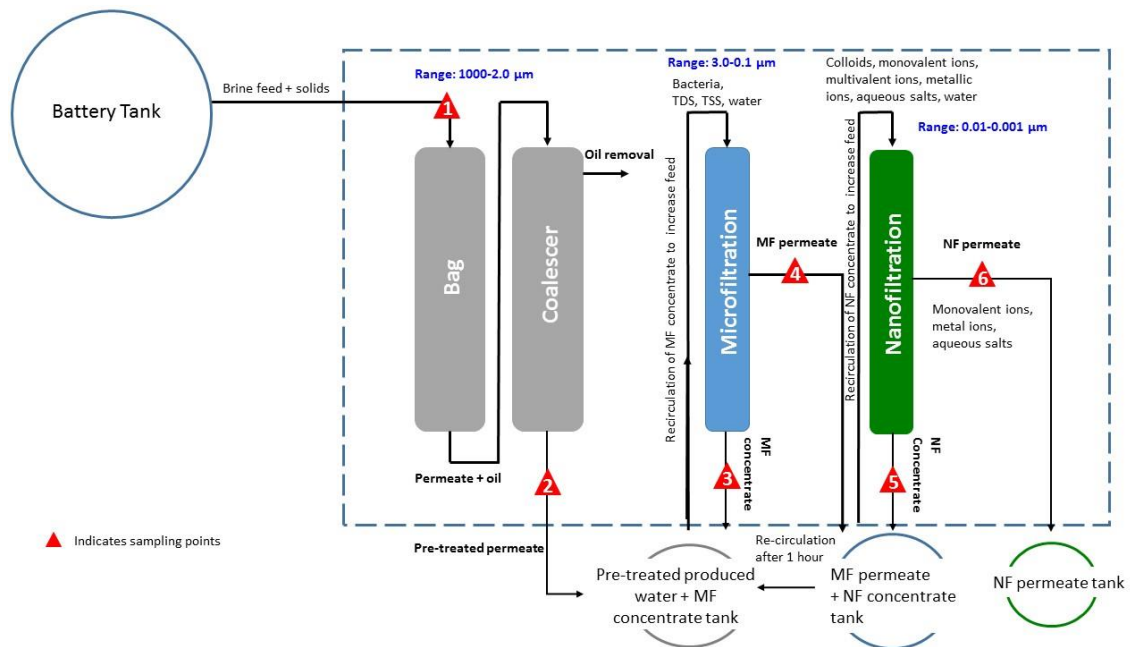 Battery Tank
Brine feed + solids
Range: 1000-2.0 µm
1
Bag
Permeate + oil
Coalescer
Oil removal
2
Pre-treated permeate
Range: 3.0-0.1 µm
Bacteria,
TDS, TSS, water
Recirculation of MF concentrate to increase feed
Microfiltration
MF permeate
4
MF
concentrate
3
Colloids, monovalent ions,
multivalent ions, metallic
ions, aqueous salts, water
Range: 0.01-0.001 µm
Recirculation of NF concentrate to increase feed
Nanofiltration
NF permeate
6
Monovalent ions,
metal ions,
aqueous salts
NF
Concentrate
5
Indicates sampling points
Pre-treated produced
water + MF
concentrate tank
Re-circulation
after 1 hour
MF permeate
+ NF concentrate
tank
NF permeate tank